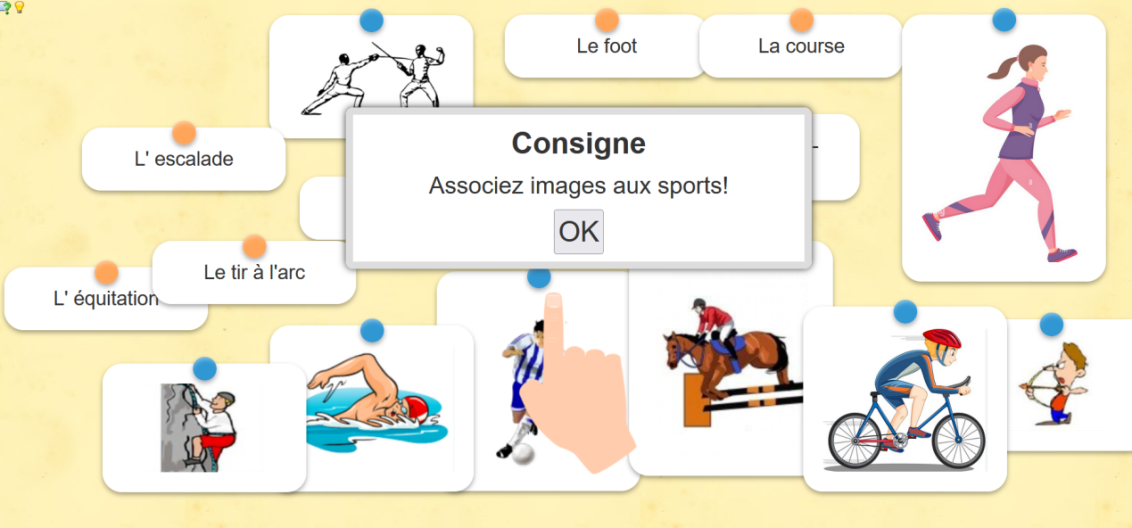 Le foot
La course
Consigne
L' escalade
Associez images aux sports!
OK
Le tir à l'arc
L' équitation